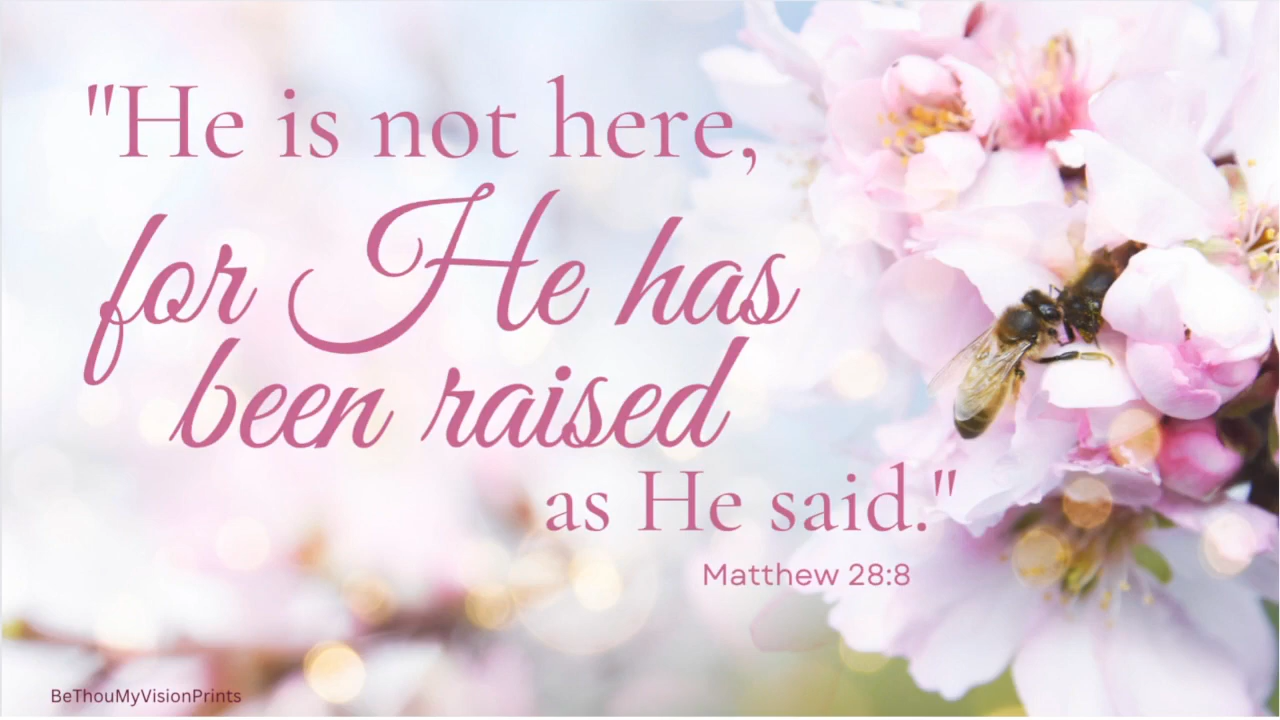 "He is not here,
for He has
been raised
as He said."
Matthew 28:8
BeThouMyVisionPrints